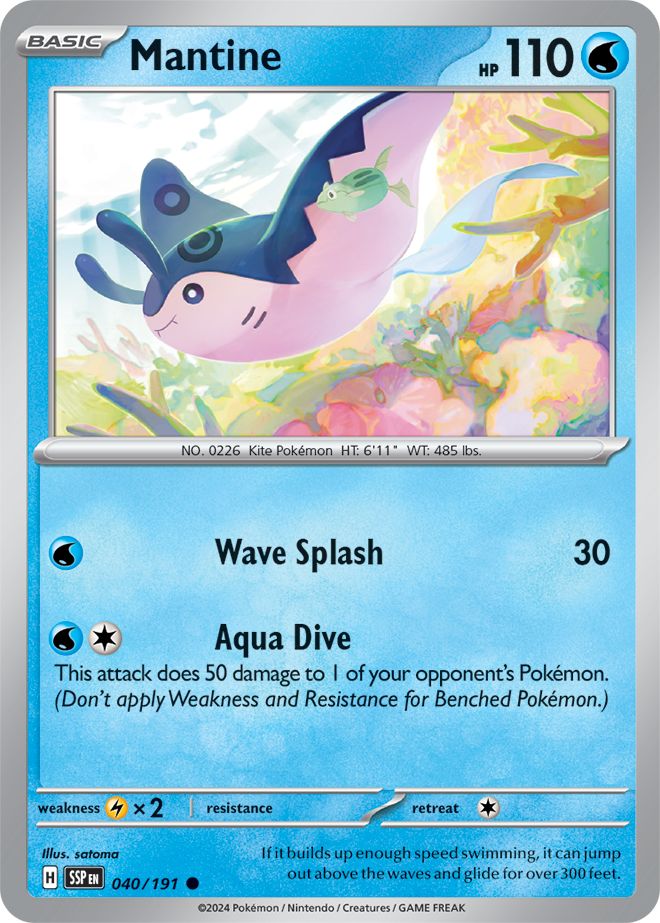 BASIC
Mantine
HP 110
NO. 0226 Kite Pokémon HT: 6'11" WT: 485 lbs.
Wave Splash 30
Aqua Dive
This attack does 50 damage to 1 of your opponent's Pokémon.
(Don't apply Weakness and Resistance for Benched Pokémon.)
weakness ×2 resistance retreat
Illus. satoma
If it builds up enough speed swimming, it can jump
out above the waves and glide for over 300 feet.
H SSP EN 040/191
©2024 Pokémon / Nintendo / Creatures / GAME FREAK